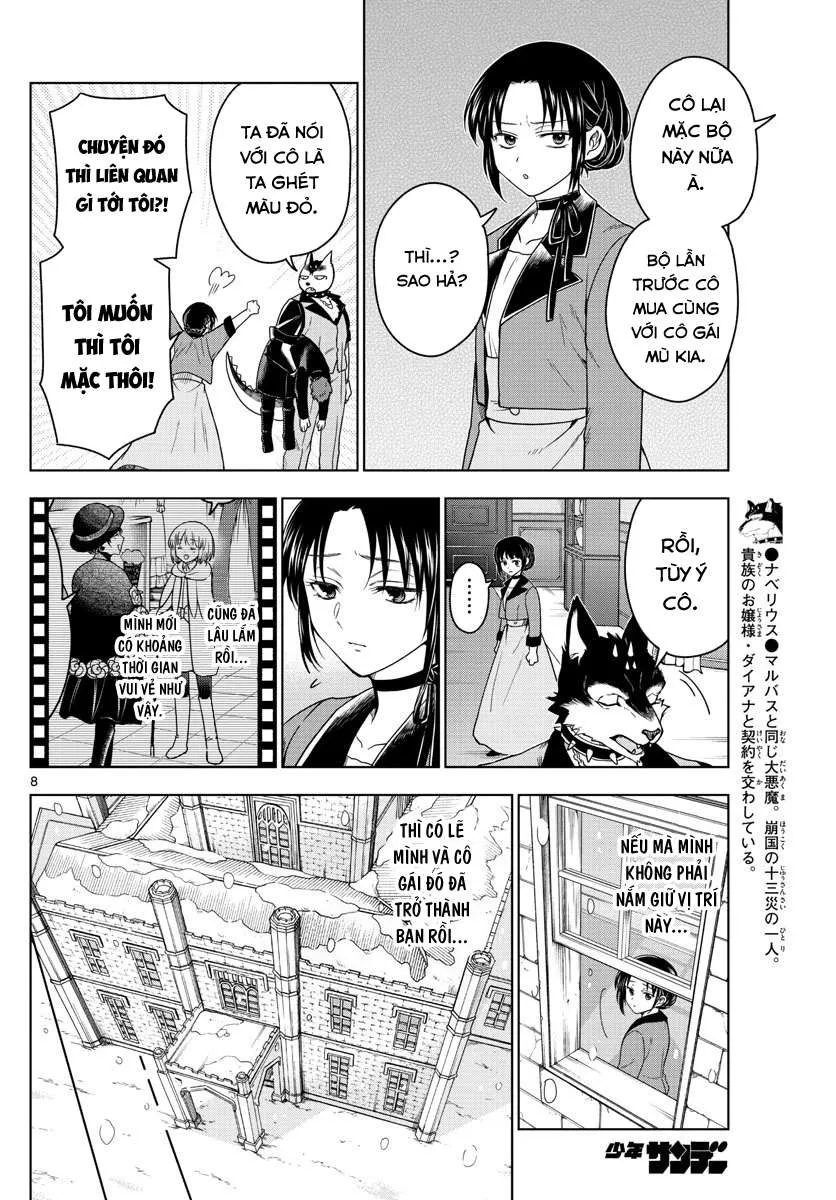 CÔ LẠI
MẶC BỘ
NÀY NỮA
À.
BỘ LẦN
TRƯỚC CÔ
MUA CÙNG
VỚI CÔ GÁI
MÙ KIA.
THÌ...?
SAO HẢ?
TA ĐÃ NÓI
VỚI CÔ LÀ
TA GHÉT
MÀU ĐỎ.
CHUYỆN ĐÓ
THÌ LIÊN QUAN
GÌ TỚI TÔI?!
TÔI MUỐN
THÌ TÔI
MẶC THÔI!
RỒI,
TÙY Ý
CÔ.
......
CŨNG ĐÃ
LÂU LẮM
RỒI...
MÌNH MỚI
CÓ KHOẢNG
THỜI GIAN
VUI VẺ NHƯ
VẬY.
●ナベリウス●マルバスと同じ大悪魔。崩国の十三災の一人。
貴族のお嬢様・ダイアナと契約を交わしている。
8
NẾU MÀ MÌNH
KHÔNG PHẢI
NẮM GIỮ VỊ TRÍ
NÀY...
THÌ CÓ LẼ
MÌNH VÀ CÔ
GÁI ĐÓ ĐÃ
TRỞ THÀNH
BẠN RỒI...
少年サンデー